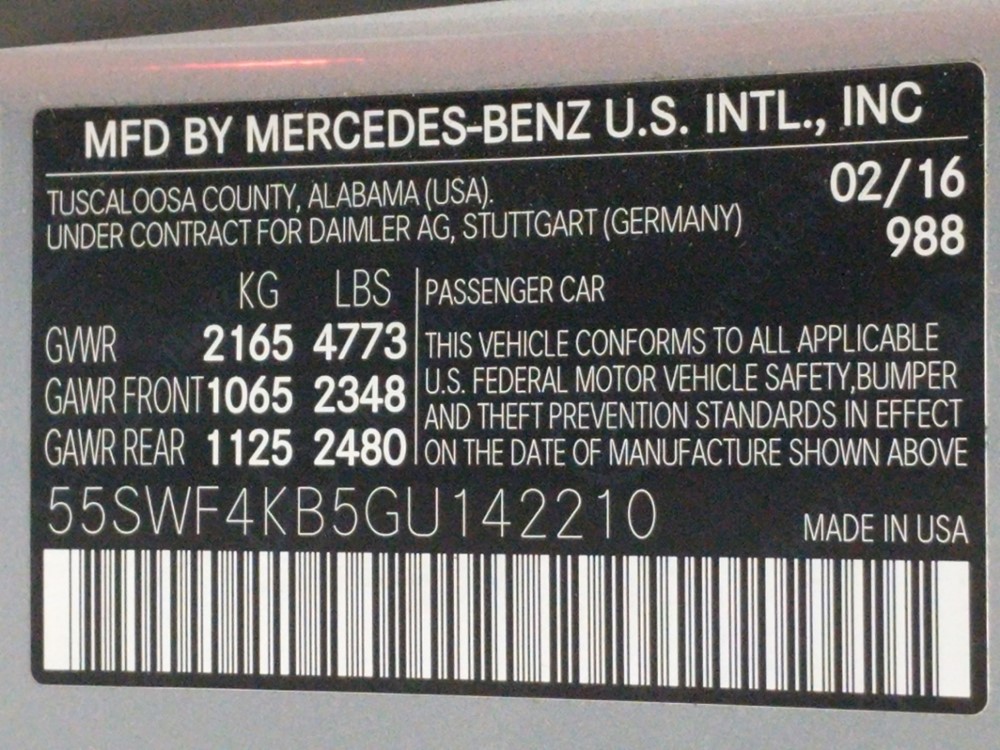 MFD BY MERCEDES-BENZ U.S. INTL., INC
TUSCALOOSA COUNTY, ALABAMA (USA).
UNDER CONTRACT FOR DAIMLER AG, STUTTGART (GERMANY)
02/16
988
KG LBS
GVWR 2165 4773
GAWR FRONT 1065 2348
GAWR REAR 1125 2480
PASSENGER CAR
THIS VEHICLE CONFORMS TO ALL APPLICABLE
U.S. FEDERAL MOTOR VEHICLE SAFETY,BUMPER
AND THEFT PREVENTION STANDARDS IN EFFECT
ON THE DATE OF MANUFACTURE SHOWN ABOVE
55SWF4KB5GU142210
MADE IN USA